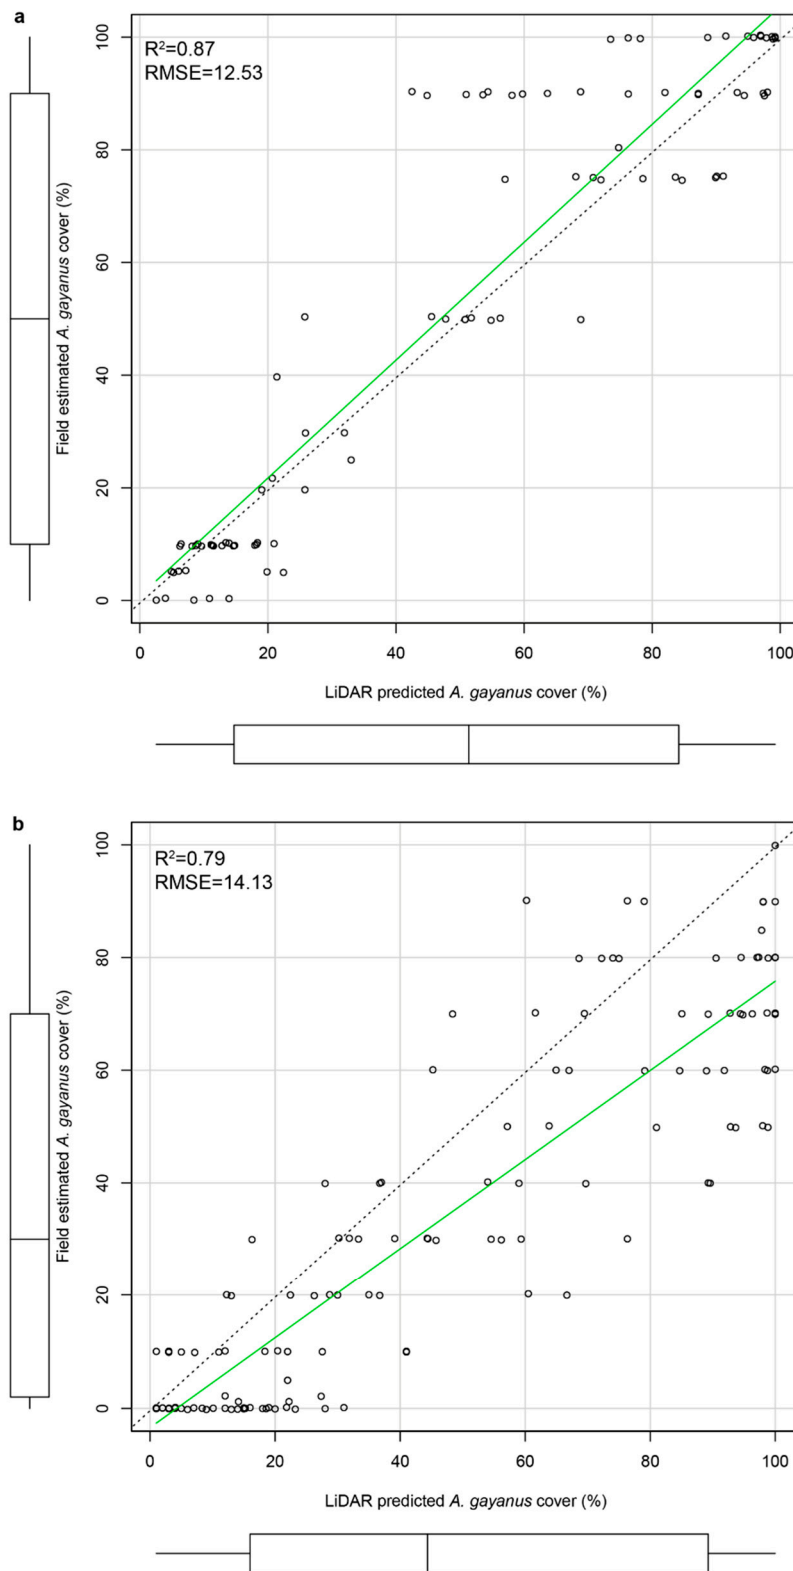 a
R²=0.87
RMSE=12.53
Field estimated A. gayanus cover (%)
100
80
60
40
20
0
0 20 40 60 80 100
LiDAR predicted A. gayanus cover (%)
b
R²=0.79
RMSE=14.13
Field estimated A. gayanus cover (%)
100
80
60
40
20
0
0 20 40 60 80 100
LiDAR predicted A. gayanus cover (%)